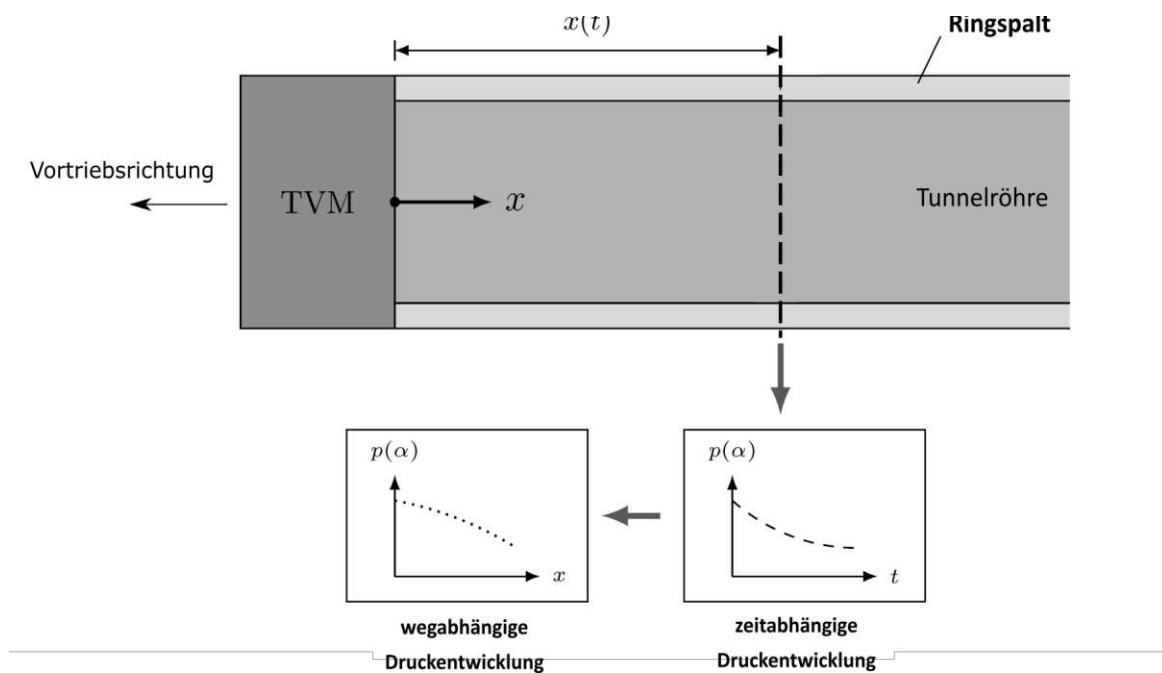 x(t)
Ringspalt
Vortriebsrichtung
TVM
x
Tunnelröhre
p(α)
p(α)
x
t
wegabhängige
Druckentwicklung
zeitabhängige
Druckentwicklung